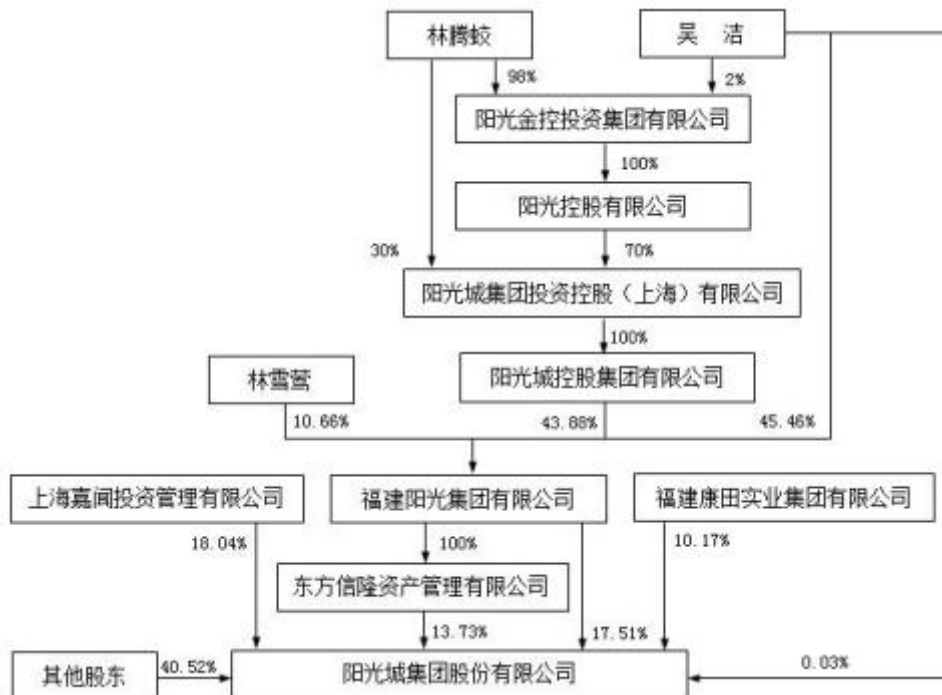 林腾蛟
吴 洁
98%
2%
阳光金控投资集团有限公司
100%
阳光控股有限公司
30%
70%
阳光城集团投资控股（上海）有限公司
100%
林雪莺
阳光城控股集团有限公司
10.66%
43.88%
45.46%
上海嘉闻投资管理有限公司
福建阳光集团有限公司
福建康田实业集团有限公司
18.04%
100%
10.17%
东方信隆资产管理有限公司
13.73%
17.51%
其他股东
40.52%
阳光城集团股份有限公司
0.03%